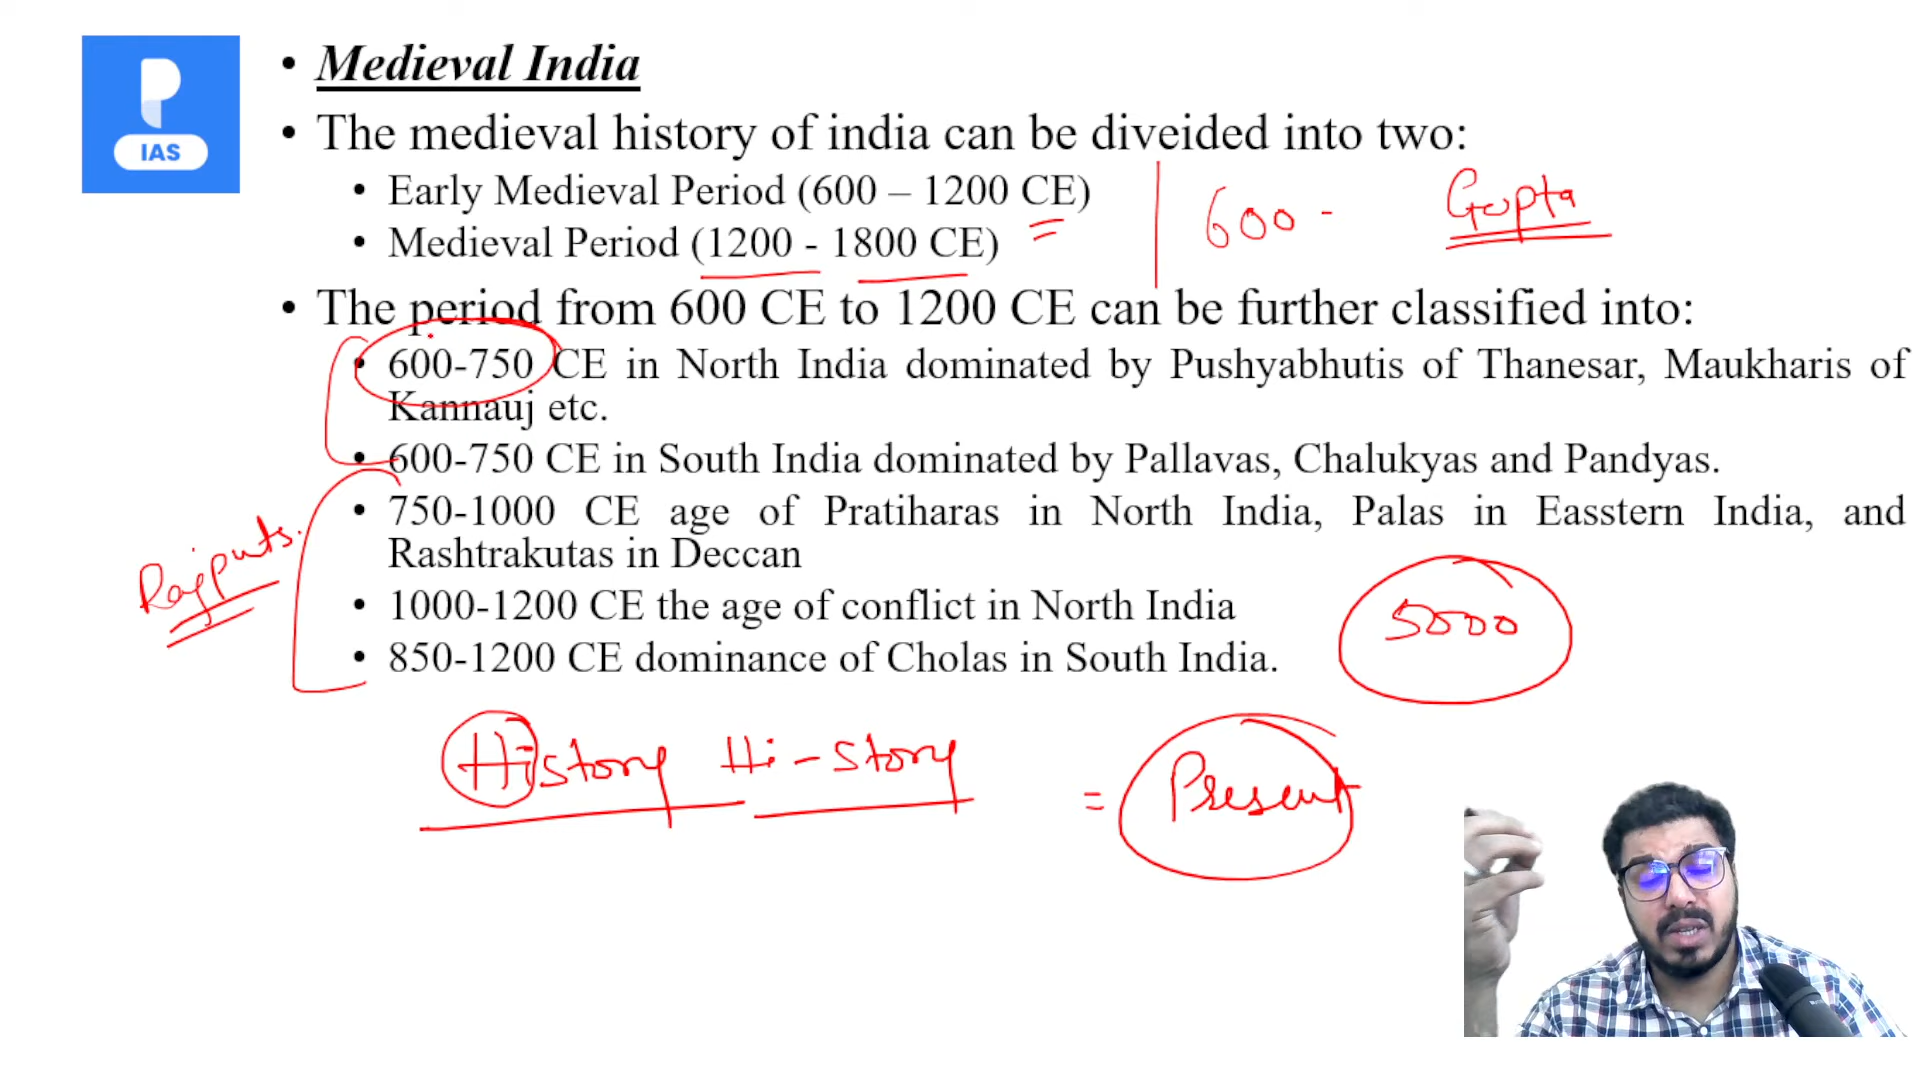 IAS
• Medieval India
• The medieval history of india can be diveided into two:
• Early Medieval Period (600 – 1200 CE)
• Medieval Period (1200 - 1800 CE)
600 -
Gupta
• The period from 600 CE to 1200 CE can be further classified into:
• 600-750 CE in North India dominated by Pushyabhutis of Thanesar, Maukharis of
Kannauj etc.
• 600-750 CE in South India dominated by Pallavas, Chalukyas and Pandyas.
• 750-1000 CE age of Pratiharas in North India, Palas in Easstern India, and
Rashtrakutas in Deccan
Rajputs.
• 1000-1200 CE the age of conflict in North India
5000
• 850-1200 CE dominance of Cholas in South India.
History Hi-story = Present